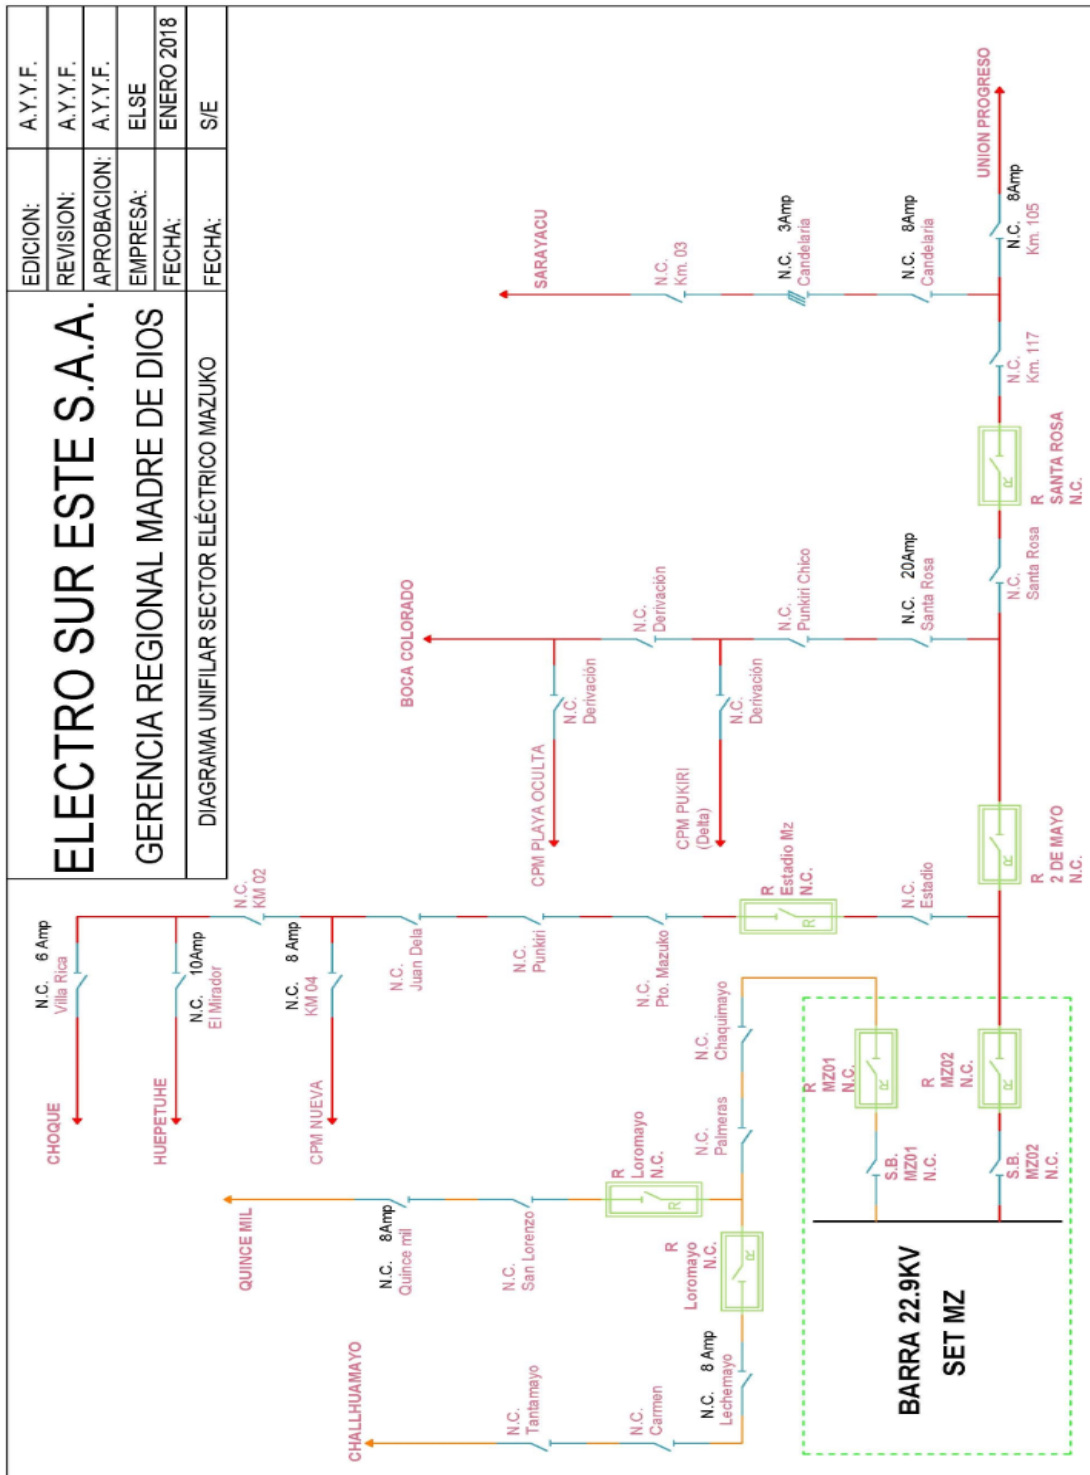 ELECTRO SUR ESTE S.A.A.
GERENCIA REGIONAL MADRE DE DIOS
DIAGRAMA UNIFILAR SECTOR ELÉCTRICO MAZUKO
EDICION: A.Y.Y.F.
REVISION: A.Y.Y.F.
APROBACION: A.Y.Y.F.
EMPRESA: ELSE
FECHA: ENERO 2018
FECHA: S/E
CHOQUE
N.C. 6 Amp
Villa Rica
HUEPETUHE
N.C. 10Amp
El Mirador
N.C.
KM 02
CPM NUEVA
N.C. 8 Amp
KM 04
N.C.
Juan Dela
N.C.
Punkiri
N.C.
Pto. Mazuko
R
Estadio Mz
N.C.
N.C.
Estadio
QUINCE MIL
N.C. 8Amp
Quince mil
N.C.
San Lorenzo
R
Loromayo
N.C.
CHALLHUAMAYO
N.C.
Tantamayo
N.C.
Carmen
N.C. 8 Amp
Lechemayo
R
Loromayo
N.C.
N.C.
Palmeras
N.C.
Chaquimayo
BARRA 22.9KV
SET MZ
S.B.
MZ01
N.C.
R
MZ01
N.C.
S.B.
MZ02
N.C.
R
MZ02
N.C.
R
2 DE MAYO
N.C.
BOCA COLORADO
CPM PLAYA OCULTA
N.C.
Derivación
N.C.
Derivación
CPM PUKIRI
(Delta)
N.C.
Derivación
N.C.
Punkiri Chico
N.C. 20Amp
Santa Rosa
N.C.
Santa Rosa
R
SANTA ROSA
N.C.
N.C.
Km. 117
SARAYACU
N.C.
Km. 03
N.C. 3Amp
Candelaria
N.C. 8Amp
Candelaria
N.C. 8Amp
Km. 105
UNION PROGRESO
R
R
R
R
R
R
R